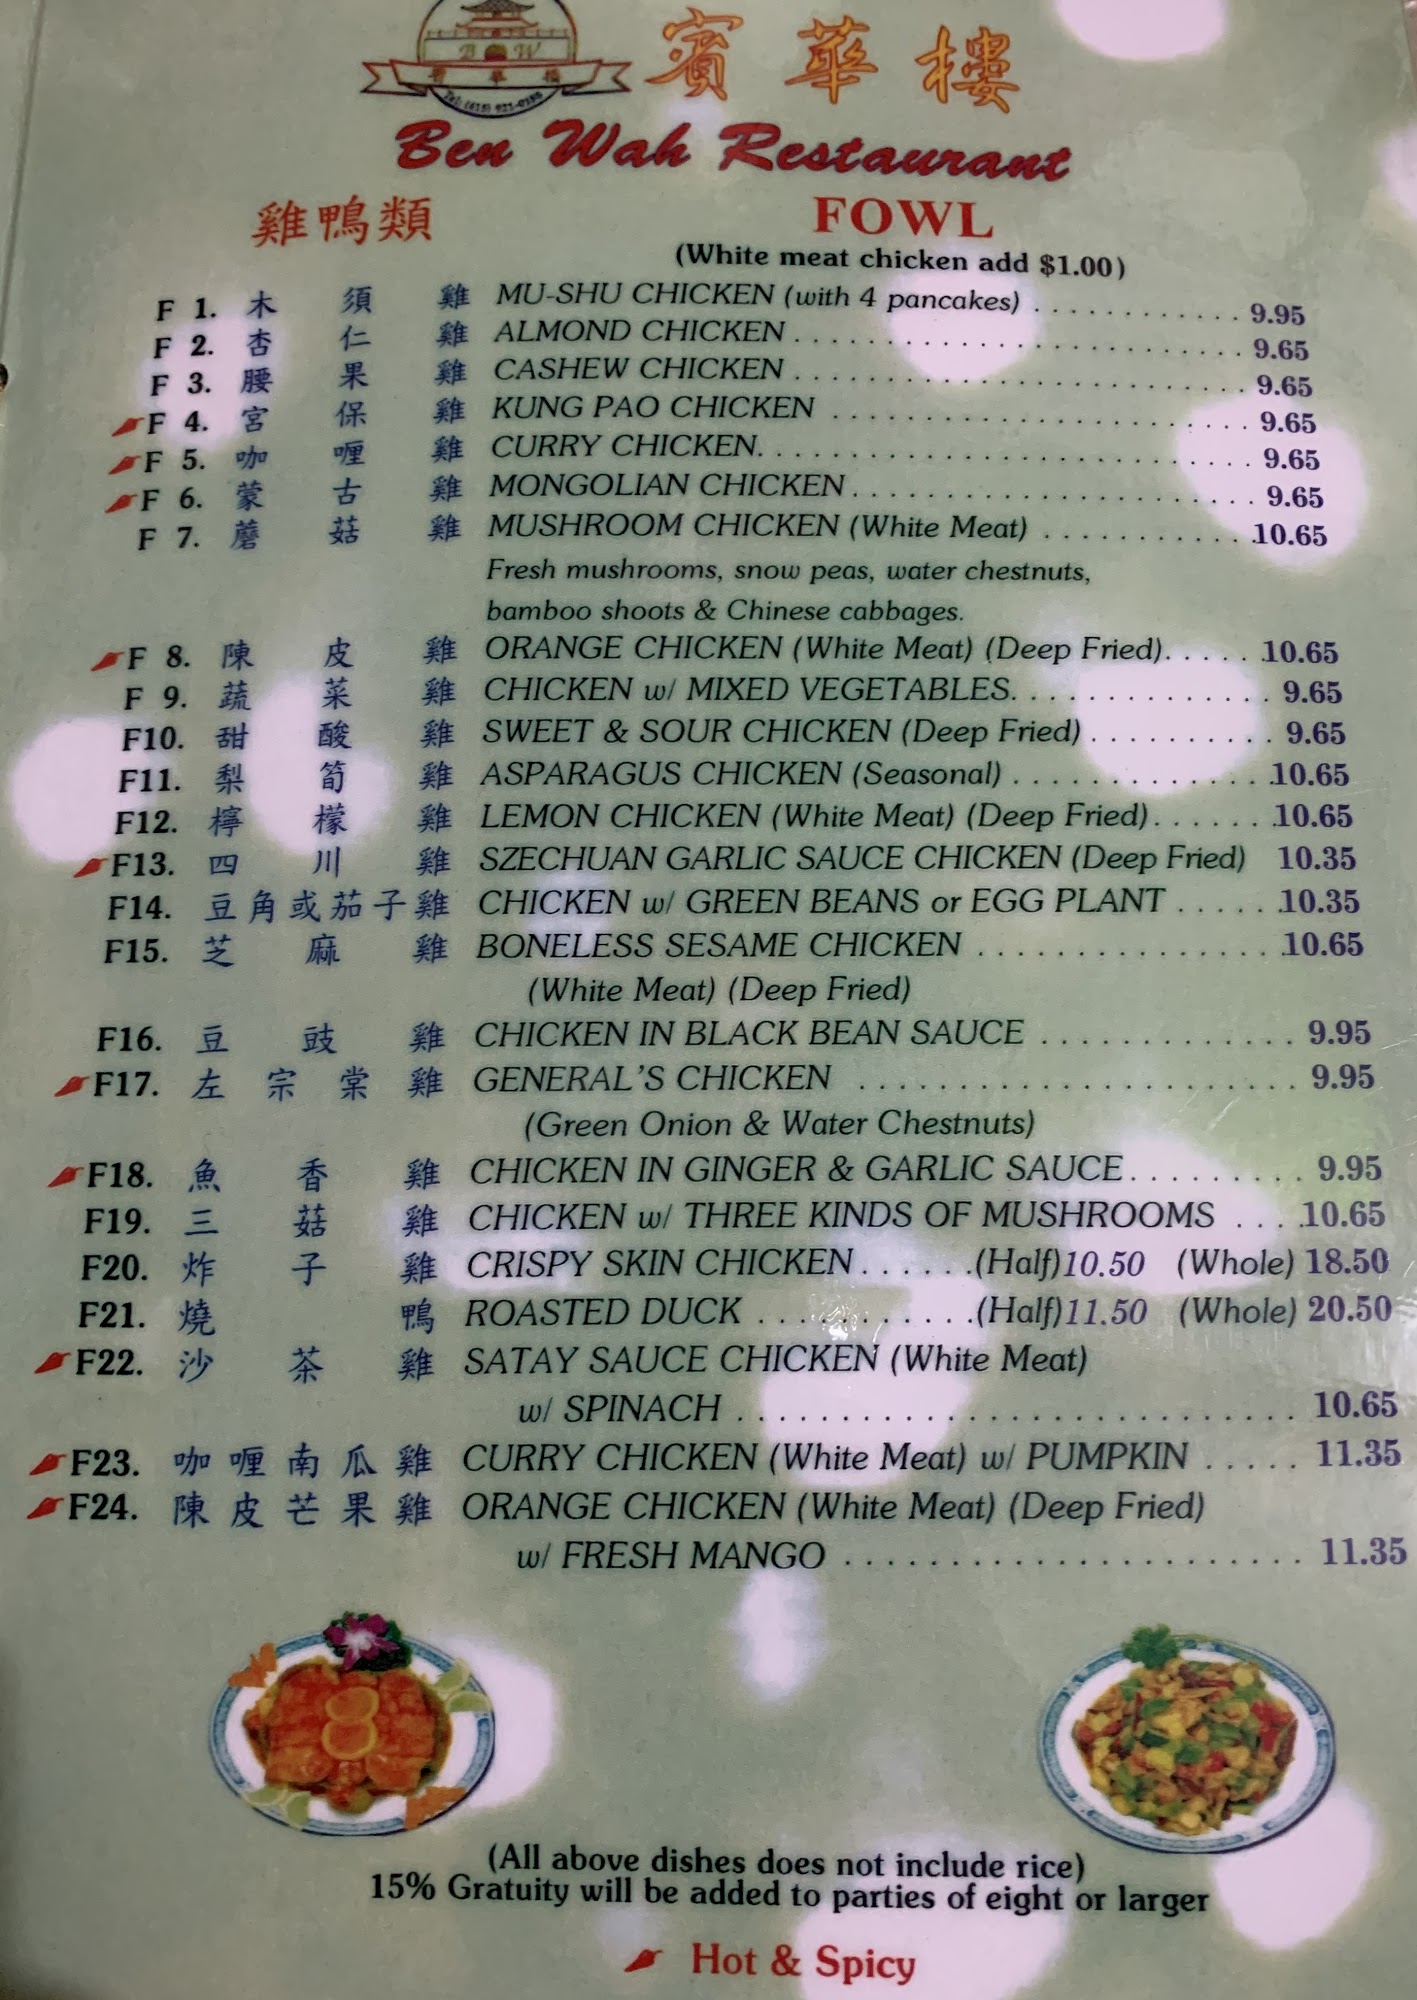 B W
賓華樓
Tel: (415) 921-0188
賓華樓
Ben Wah Restaurant
雞鴨類 FOWL
(White meat chicken add $1.00)
F 1. 木須雞 MU-SHU CHICKEN (with 4 pancakes) . . . . . . . . . . . . 9.95
F 2. 杏仁雞 ALMOND CHICKEN . . . . . . . . . . . . . . . . . . . . . . . . 9.65
F 3. 腰果雞 CASHEW CHICKEN . . . . . . . . . . . . . . . . . . . . . . . . 9.65
F 4. 宮保雞 KUNG PAO CHICKEN . . . . . . . . . . . . . . . . . . . . . . 9.65
F 5. 咖喱雞 CURRY CHICKEN. . . . . . . . . . . . . . . . . . . . . . . . . . 9.65
F 6. 蒙古雞 MONGOLIAN CHICKEN . . . . . . . . . . . . . . . . . . . . . 9.65
F 7. 蘑菇雞 MUSHROOM CHICKEN (White Meat) . . . . . . . . . . . .10.65
Fresh mushrooms, snow peas, water chestnuts,
bamboo shoots & Chinese cabbages.
F 8. 陳皮雞 ORANGE CHICKEN (White Meat) (Deep Fried). . . . . .10.65
F 9. 蔬菜雞 CHICKEN w/ MIXED VEGETABLES. . . . . . . . . . . . . . 9.65
F10. 甜酸雞 SWEET & SOUR CHICKEN (Deep Fried) . . . . . . . . . . 9.65
F11. 梨筍雞 ASPARAGUS CHICKEN (Seasonal) . . . . . . . . . . . . .10.65
F12. 檸檬雞 LEMON CHICKEN (White Meat) (Deep Fried). . . . . . .10.65
F13. 四川雞 SZECHUAN GARLIC SAUCE CHICKEN (Deep Fried) 10.35
F14. 豆角或茄子雞 CHICKEN w/ GREEN BEANS or EGG PLANT . . . . . .10.35
F15. 芝麻雞 BONELESS SESAME CHICKEN . . . . . . . . . . . . . . . .10.65
(White Meat) (Deep Fried)
F16. 豆豉雞 CHICKEN IN BLACK BEAN SAUCE . . . . . . . . . . . . . 9.95
F17. 左宗棠雞 GENERAL'S CHICKEN . . . . . . . . . . . . . . . . . . . . . 9.95
(Green Onion & Water Chestnuts)
F18. 魚香雞 CHICKEN IN GINGER & GARLIC SAUCE. . . . . . . . . 9.95
F19. 三菇雞 CHICKEN w/ THREE KINDS OF MUSHROOMS . . . .10.65
F20. 炸子雞 CRISPY SKIN CHICKEN. . . . . .(Half)10.50 (Whole) 18.50
F21. 燒鴨 ROASTED DUCK . . . . . . . . . . .(Half)11.50 (Whole) 20.50
F22. 沙茶雞 SATAY SAUCE CHICKEN (White Meat)
w/ SPINACH . . . . . . . . . . . . . . . . . . . . . . . . . . . 10.65
F23. 咖喱南瓜雞 CURRY CHICKEN (White Meat) w/ PUMPKIN . . . . . 11.35
F24. 陳皮芒果雞 ORANGE CHICKEN (White Meat) (Deep Fried)
w/ FRESH MANGO . . . . . . . . . . . . . . . . . . . . . . 11.35
(All above dishes does not include rice)
15% Gratuity will be added to parties of eight or larger
Hot & Spicy